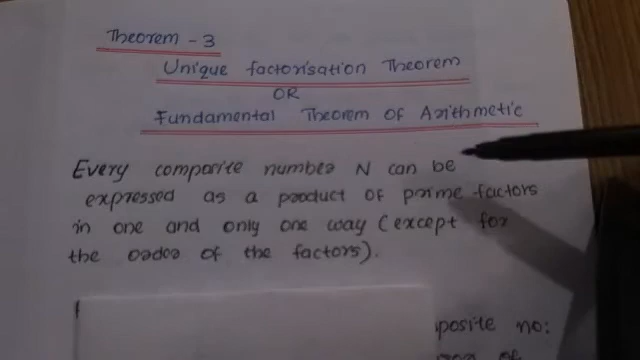 Theorem - 3
Unique factorisation Theorem
OR
Fundamental Theorem of Arithmetic
Every composite number N can be
expressed as a product of prime factors
in one and only one way (except for
the order of the factors).
posite no: